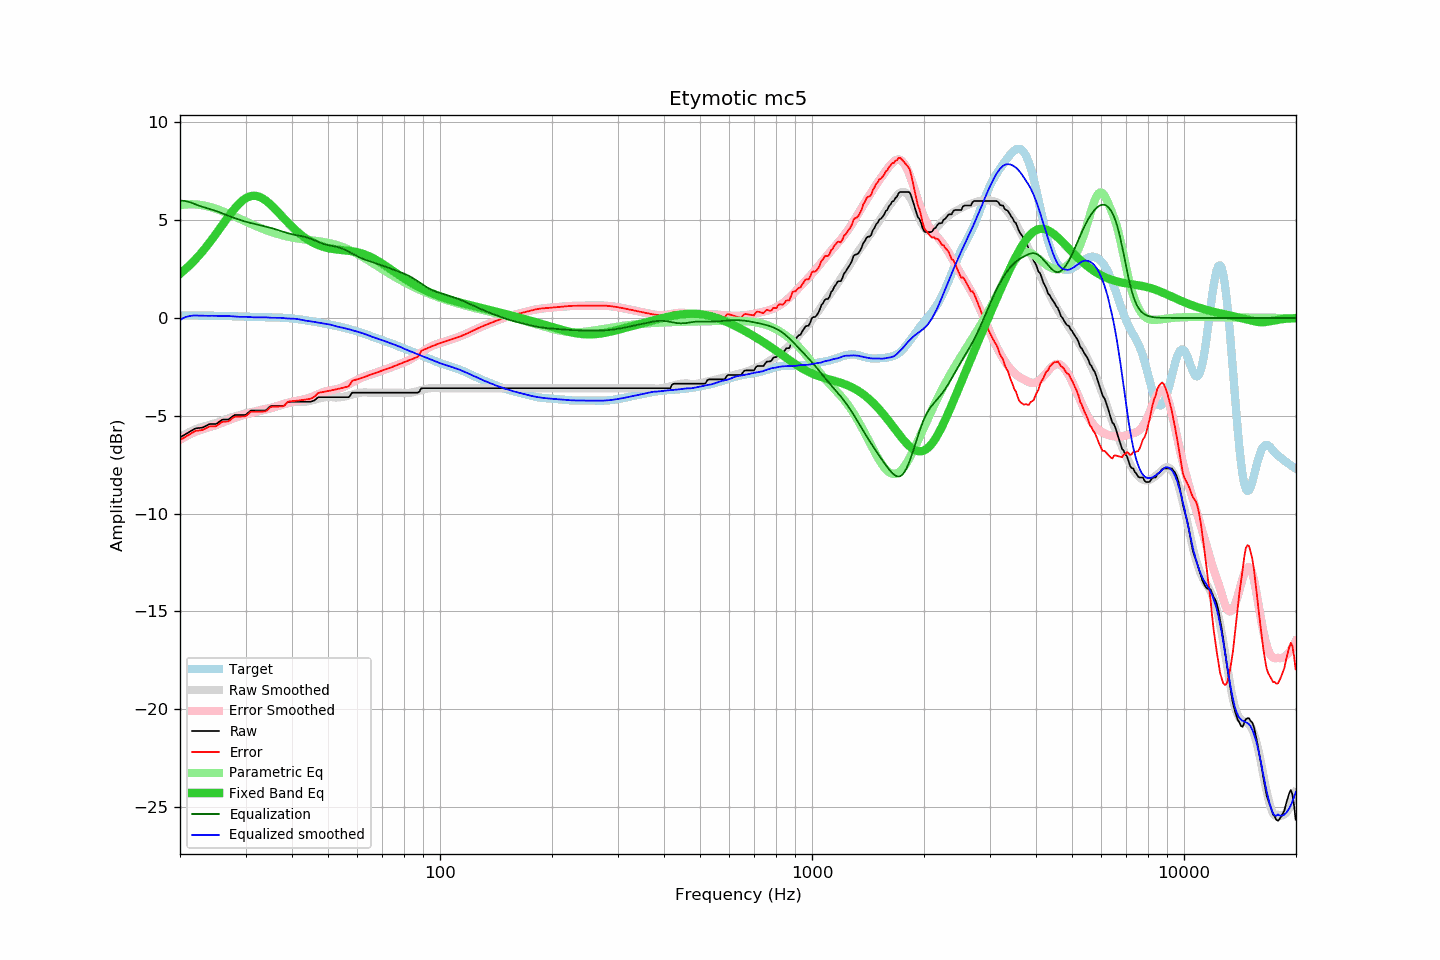 Etymotic mc5
10
5
0
−5
−10
−15
−20
−25
Amplitude (dBr)
Target
Raw Smoothed
Error Smoothed
Raw
Error
Parametric Eq
Fixed Band Eq
Equalization
Equalized smoothed
100
1000
10000
Frequency (Hz)